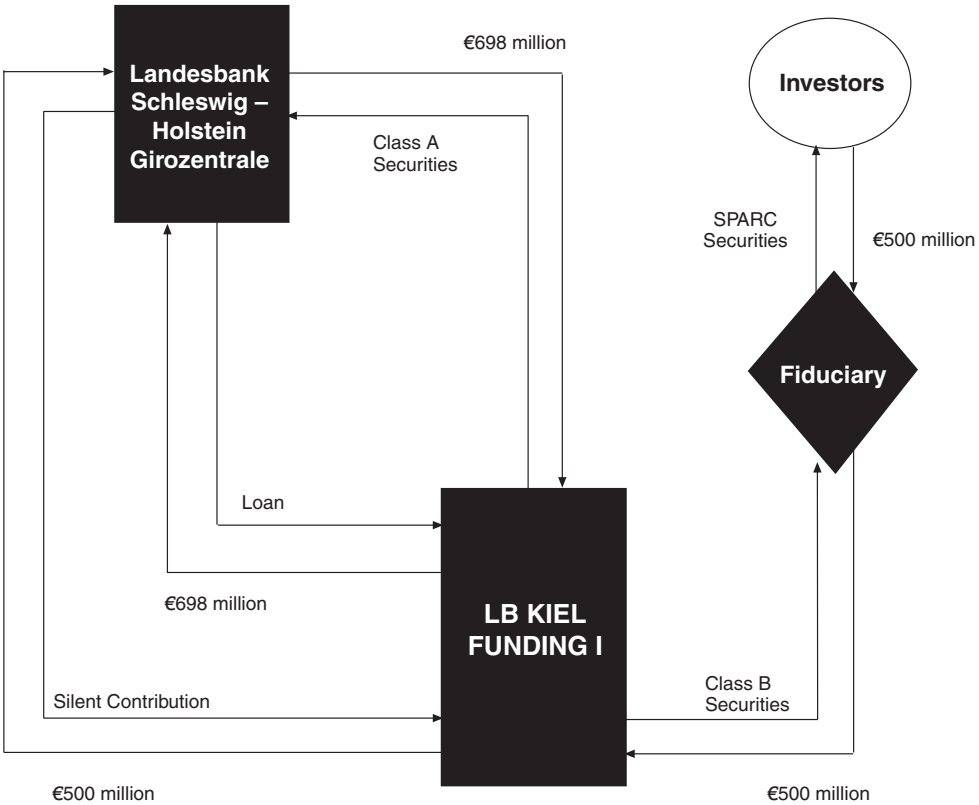 €698 million
Landesbank
Schleswig –
Holstein
Girozentrale
Investors
Class A
Securities
SPARC
Securities
€500 million
Fiduciary
Loan
€698 million
LB KIEL
FUNDING I
Class B
Securities
Silent Contribution
€500 million
€500 million